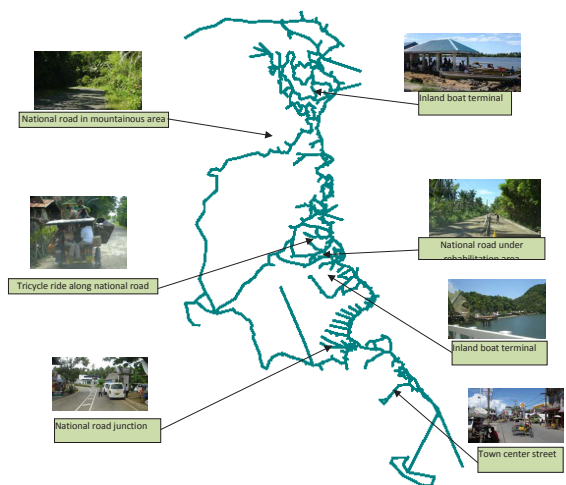 Inland boat terminal
National road in mountainous area
National road under
rehabilitation area
Tricycle ride along national road
Inland boat terminal
National road junction
Town center street